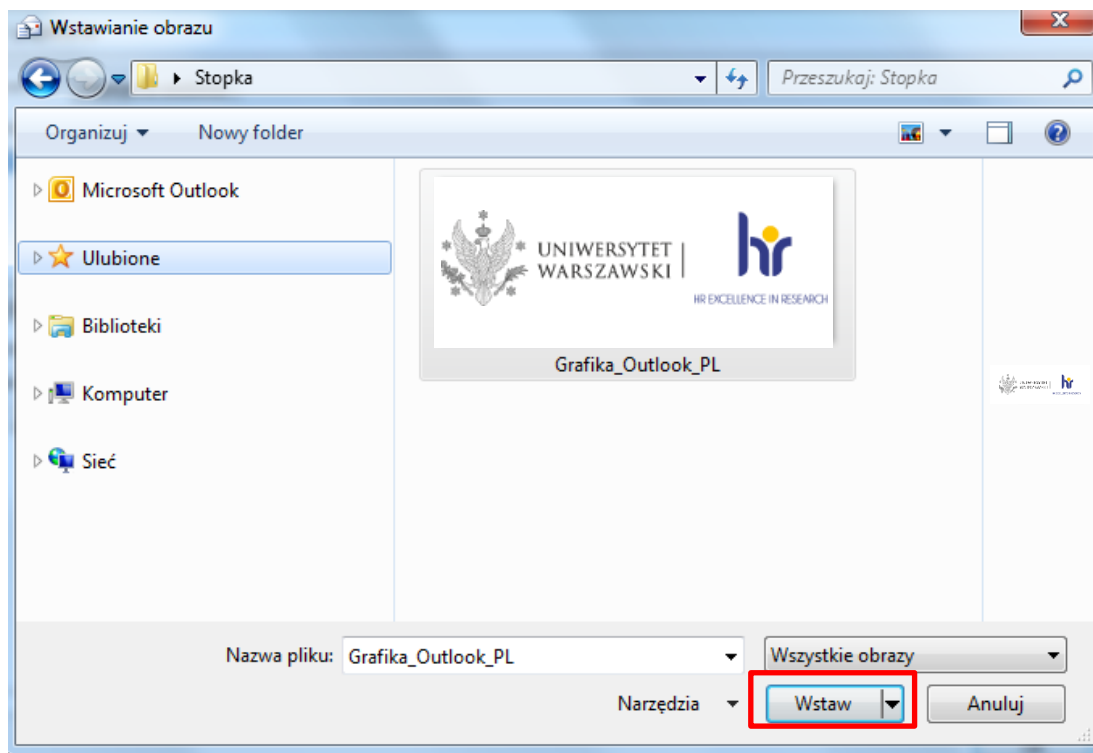 Wstawianie obrazu
Stopka
Przeszukaj: Stopka
Organizuj
Nowy folder
Microsoft Outlook
Ulubione
Biblioteki
Komputer
Sieć
UNIWERSYTET
WARSZAWSKI
hr
HR EXCELLENCE IN RESEARCH
Grafika_Outlook_PL
Nazwa pliku: Grafika_Outlook_PL
Wszystkie obrazy
Narzędzia
Wstaw
Anuluj